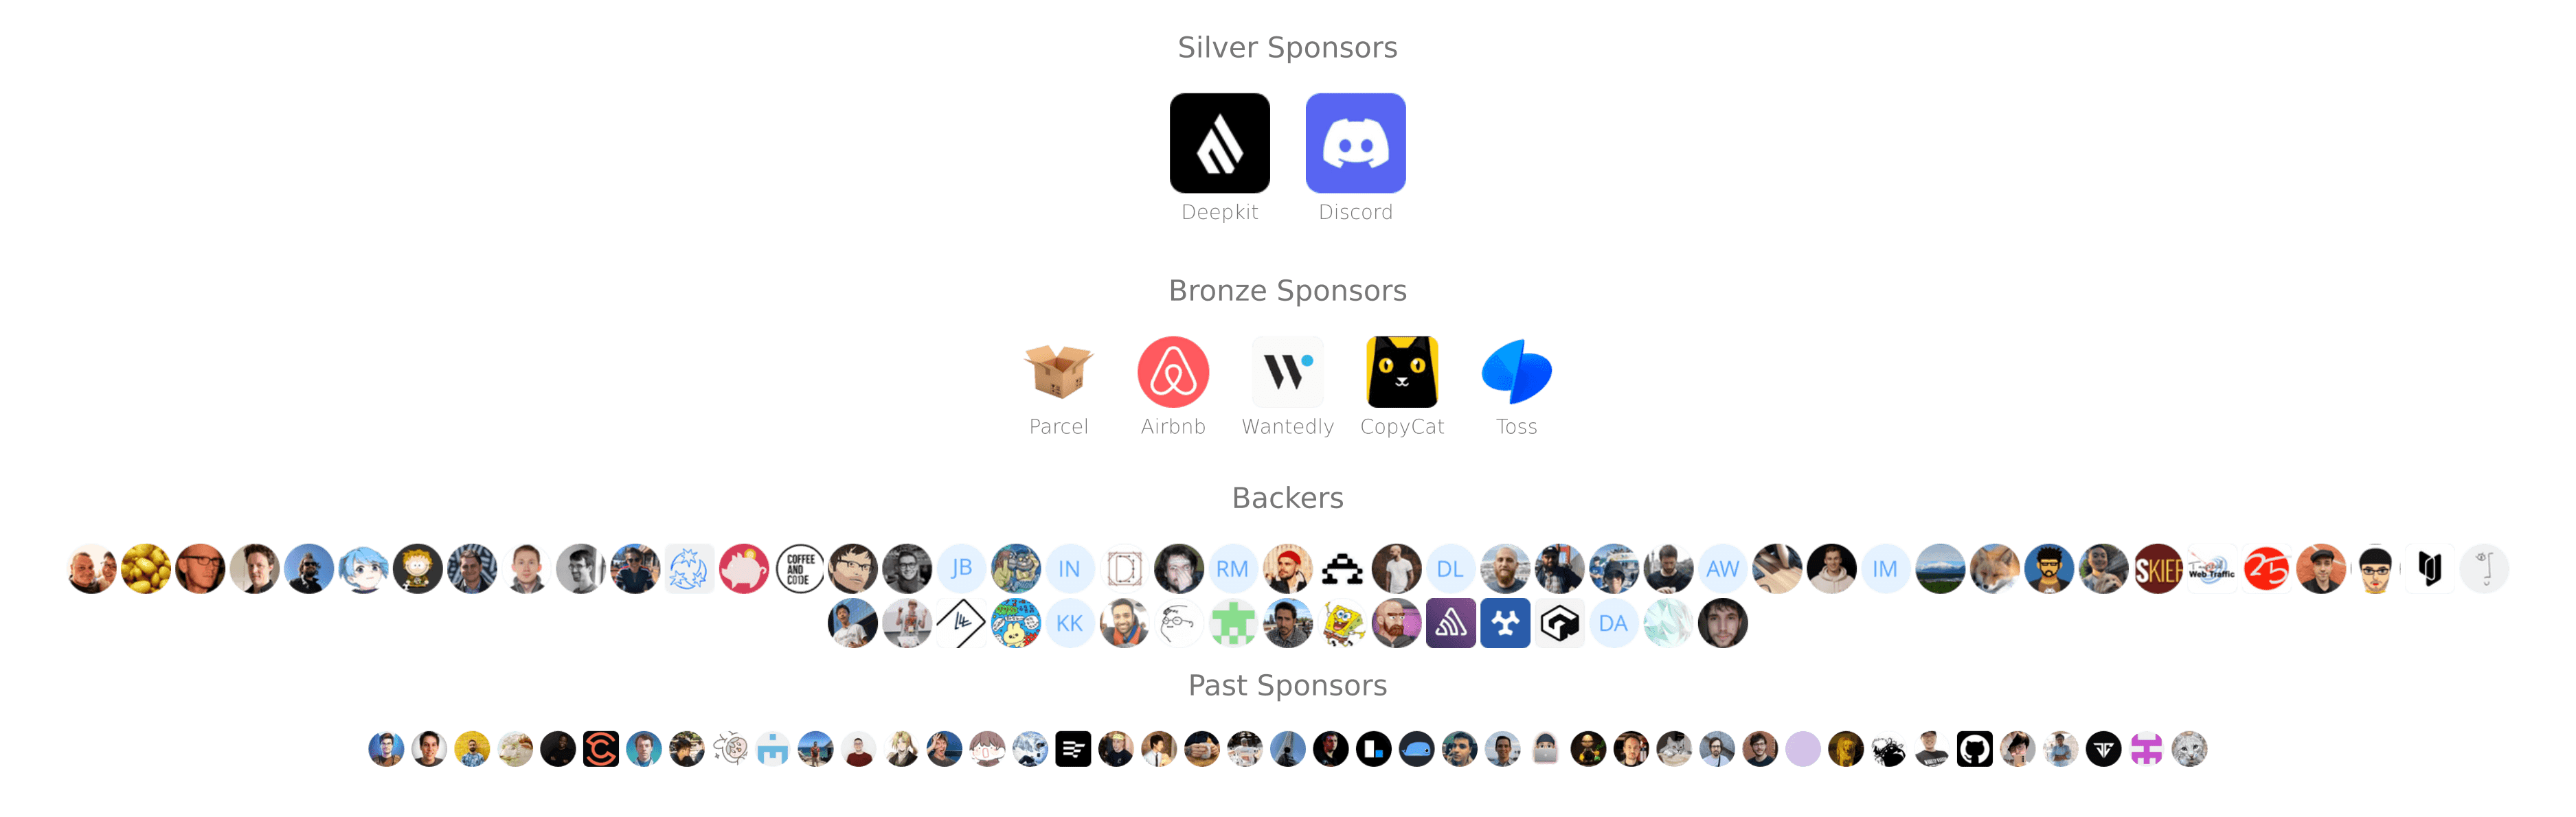 Silver Sponsors
Deepkit Discord
Bronze Sponsors
Parcel Airbnb Wantedly CopyCat Toss
Backers
COFFEE AND CODE JB IN RM DL AW IM SKIEF Web Traffic 25
KK DA
Past Sponsors